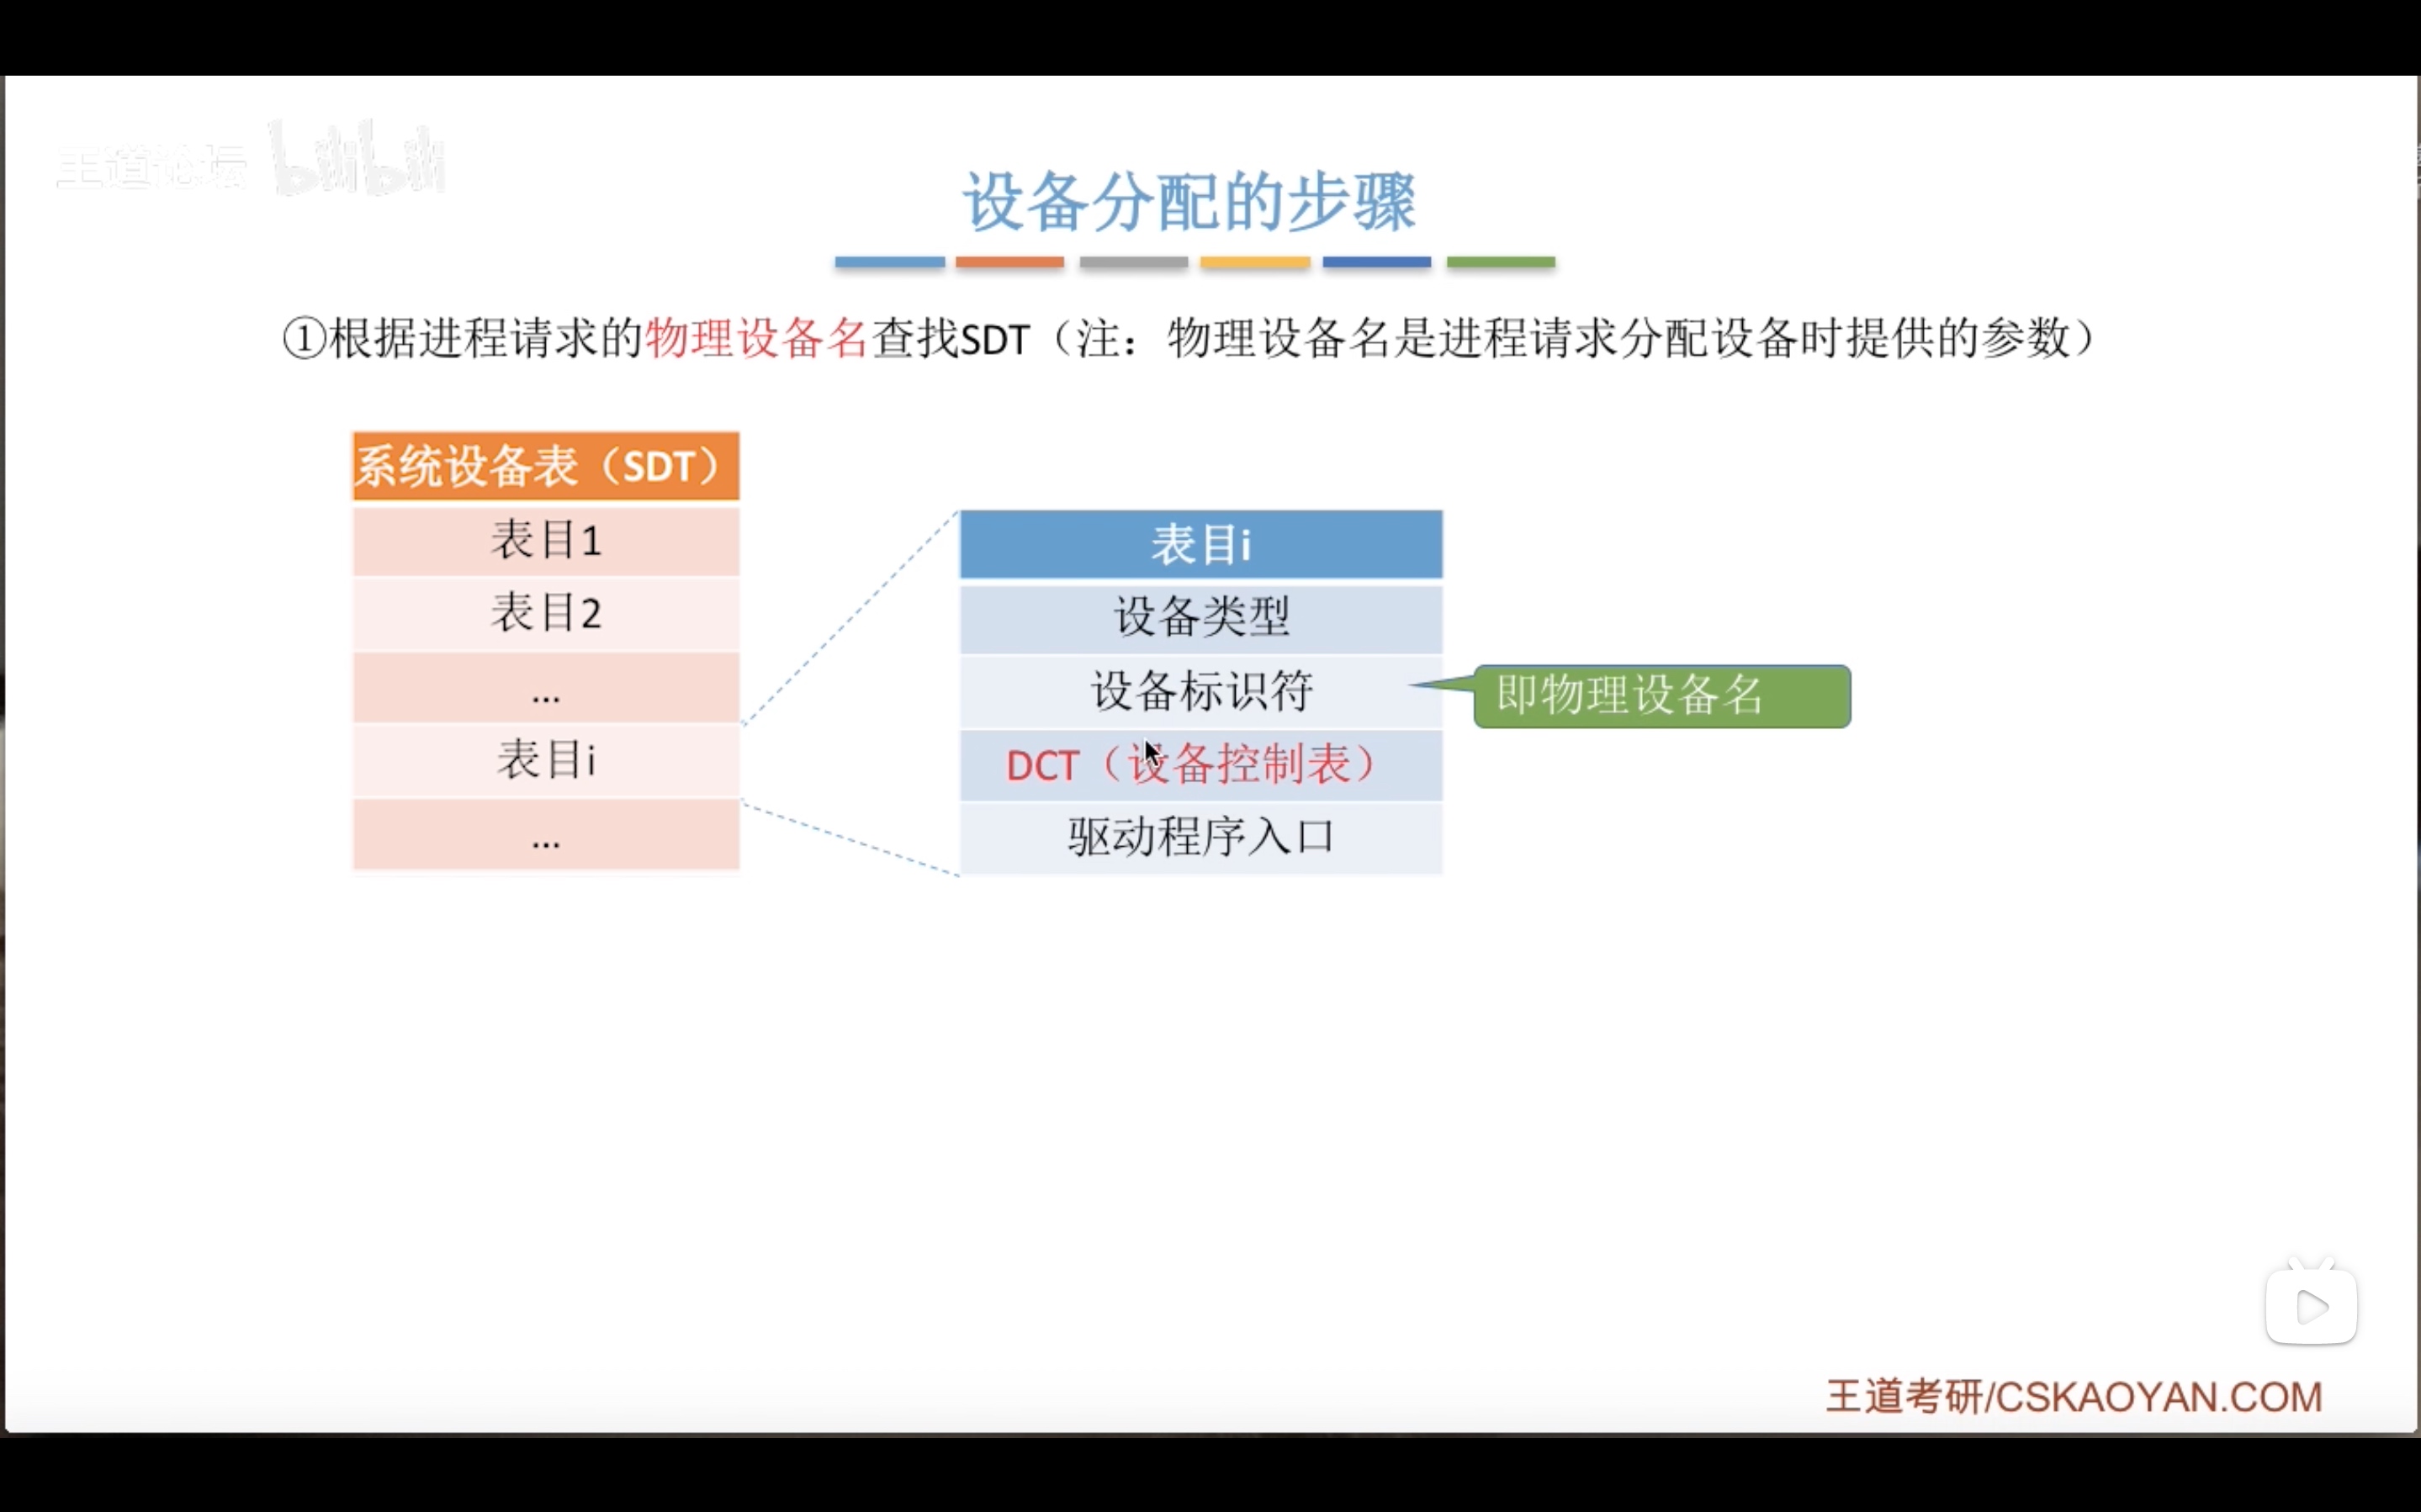 王道论坛 bilibili
设备分配的步骤
①根据进程请求的物理设备名查找SDT（注：物理设备名是进程请求分配设备时提供的参数）
系统设备表（SDT）
表目1
表目2
...
表目i
...
表目i
设备类型
设备标识符
DCT（设备控制表）
驱动程序入口
即物理设备名
王道考研/CSKAOYAN.COM